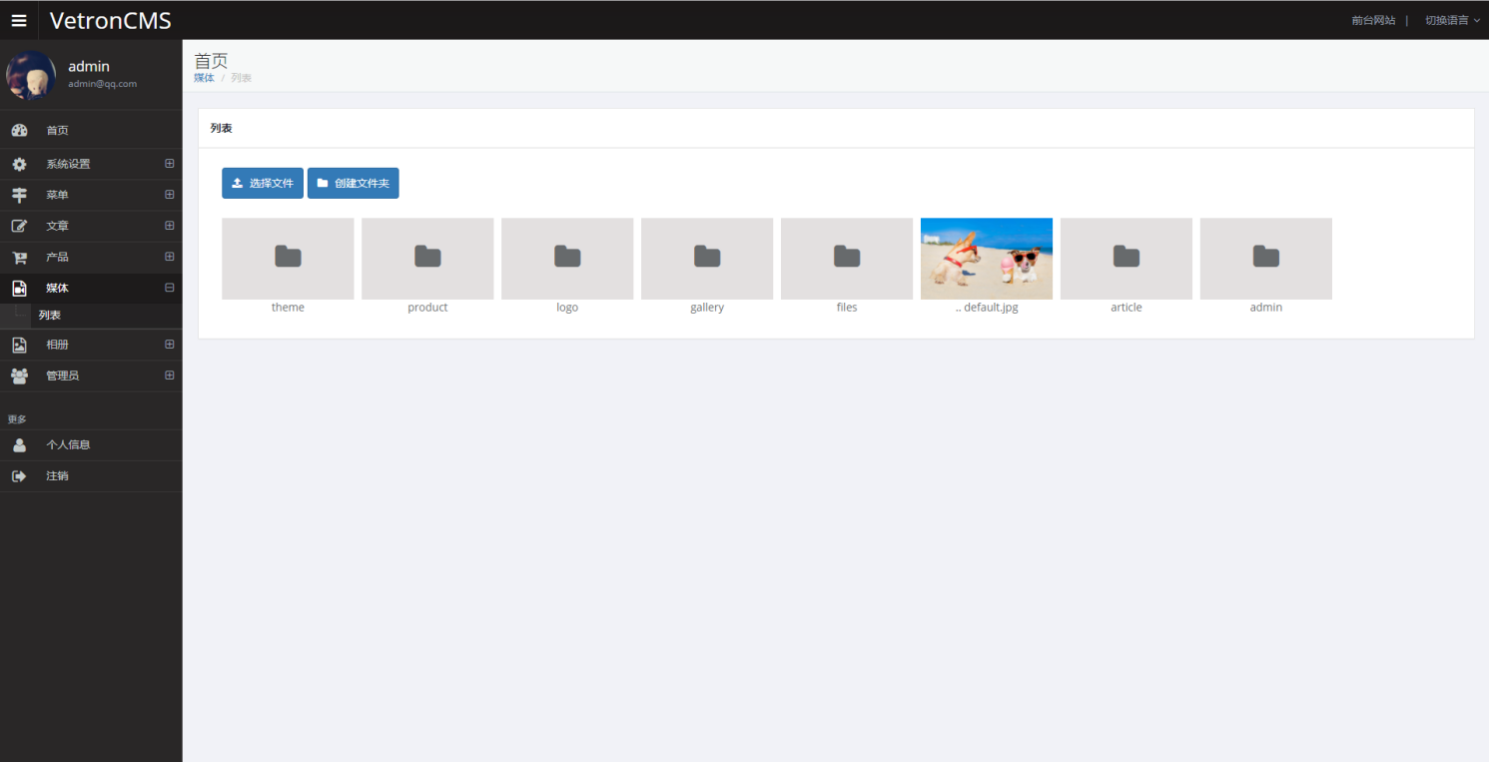 VetronCMS
前台网站 | 切换语言
admin
admin@qq.com
首页
系统设置
菜单
文章
产品
媒体
列表
相册
管理员
更多
个人信息
注销
首页
媒体 / 列表
列表
选择文件 创建文件夹
theme product logo gallery files .. default.jpg article admin